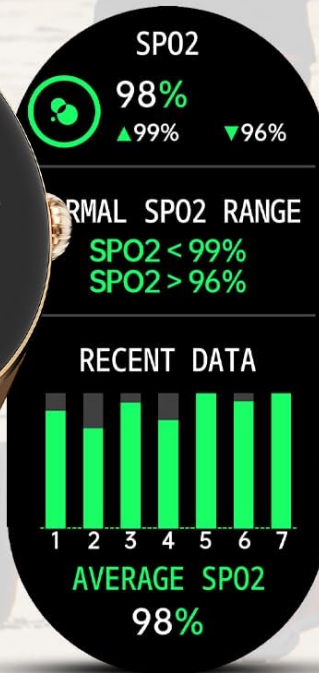 SPO2
98%
▲99% ▼96%
RMAL SPO2 RANGE
SPO2 < 99%
SPO2 > 96%
RECENT DATA
1 2 3 4 5 6 7
AVERAGE SPO2
98%